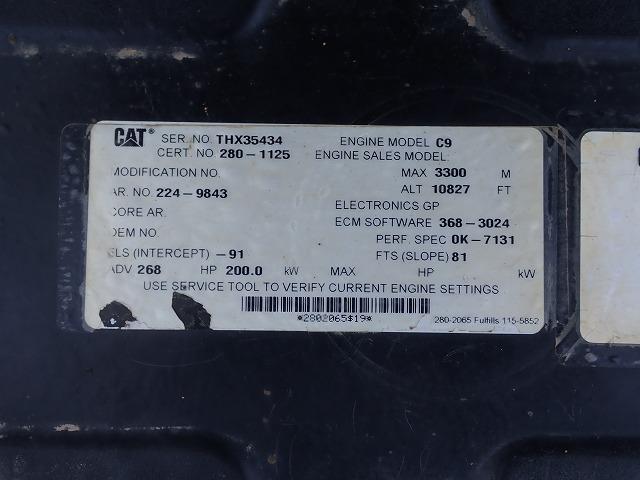 CAT® SER. NO. THX35434 ENGINE MODEL C9
CERT. NO. 280-1125 ENGINE SALES MODEL:
MODIFICATION NO. MAX 3300 M
AR. NO. 224-9843 ALT 10827 FT
CORE AR. ELECTRONICS GP
OEM NO. ECM SOFTWARE 368-3024
PERF. SPEC 0K-7131
LS (INTERCEPT) -91 FTS (SLOPE) 81
ADV 268 HP 200.0 kW MAX HP kW
USE SERVICE TOOL TO VERIFY CURRENT ENGINE SETTINGS
*2802065$19*
280-2065 Fulfills 115-5852